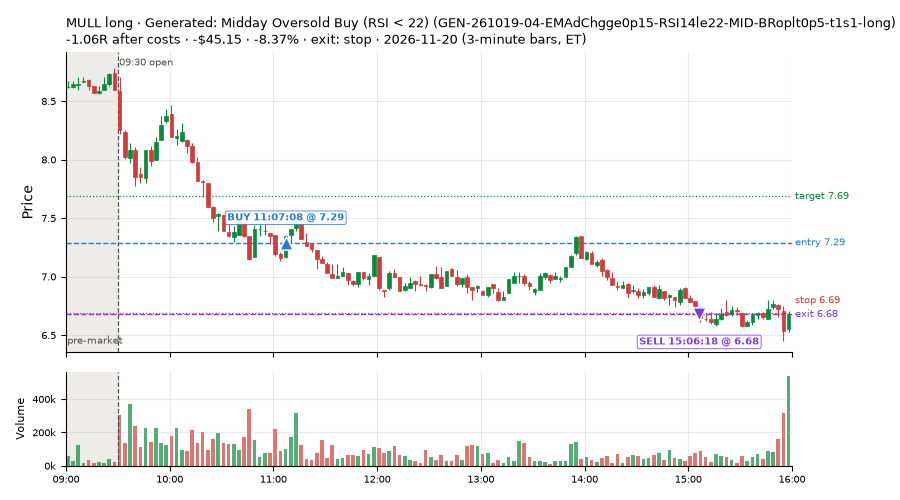 MULL long · Generated: Midday Oversold Buy (RSI < 22) (GEN-261019-04-EMAdChgge0p15-RSI14le22-MID-BRoplt0p5-t1s1-long)
-1.06R after costs · -$45.15 · -8.37% · exit: stop · 2026-11-20 (3-minute bars, ET)
09:30 open
8.5
8.0
target 7.69
7.5
BUY 11:07:08 @ 7.29
entry 7.29
7.0
stop 6.69
exit 6.68
6.5
pre-market
SELL 15:06:18 @ 6.68
Price
400k
200k
0k
Volume
09:00
10:00
11:00
12:00
13:00
14:00
15:00
16:00